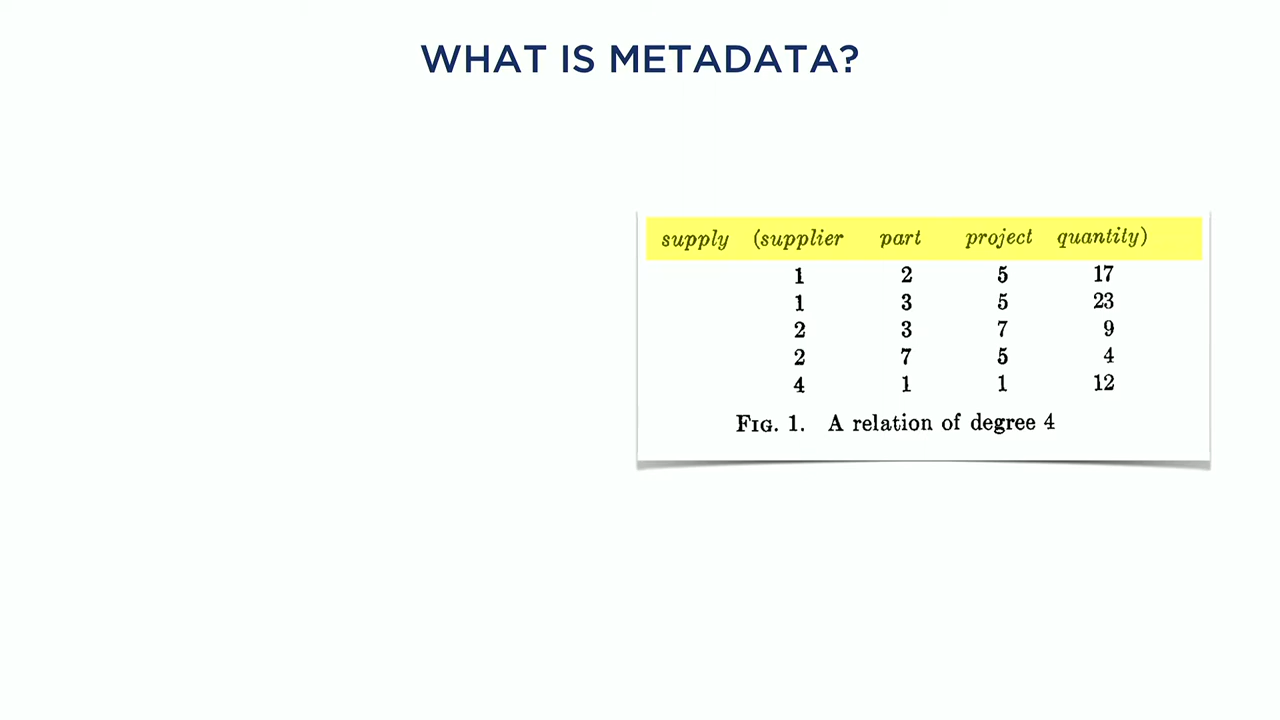 WHAT IS METADATA?
supply (supplier part project quantity)
1 2 5 17
1 3 5 23
2 3 7 9
2 7 5 4
4 1 1 12
FIG. 1. A relation of degree 4